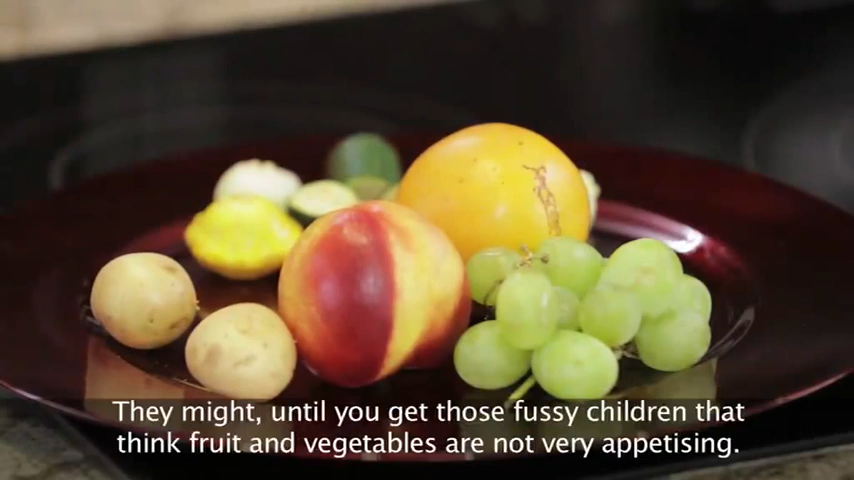 They might, until you get those fussy children that
think fruit and vegetables are not very appetising.